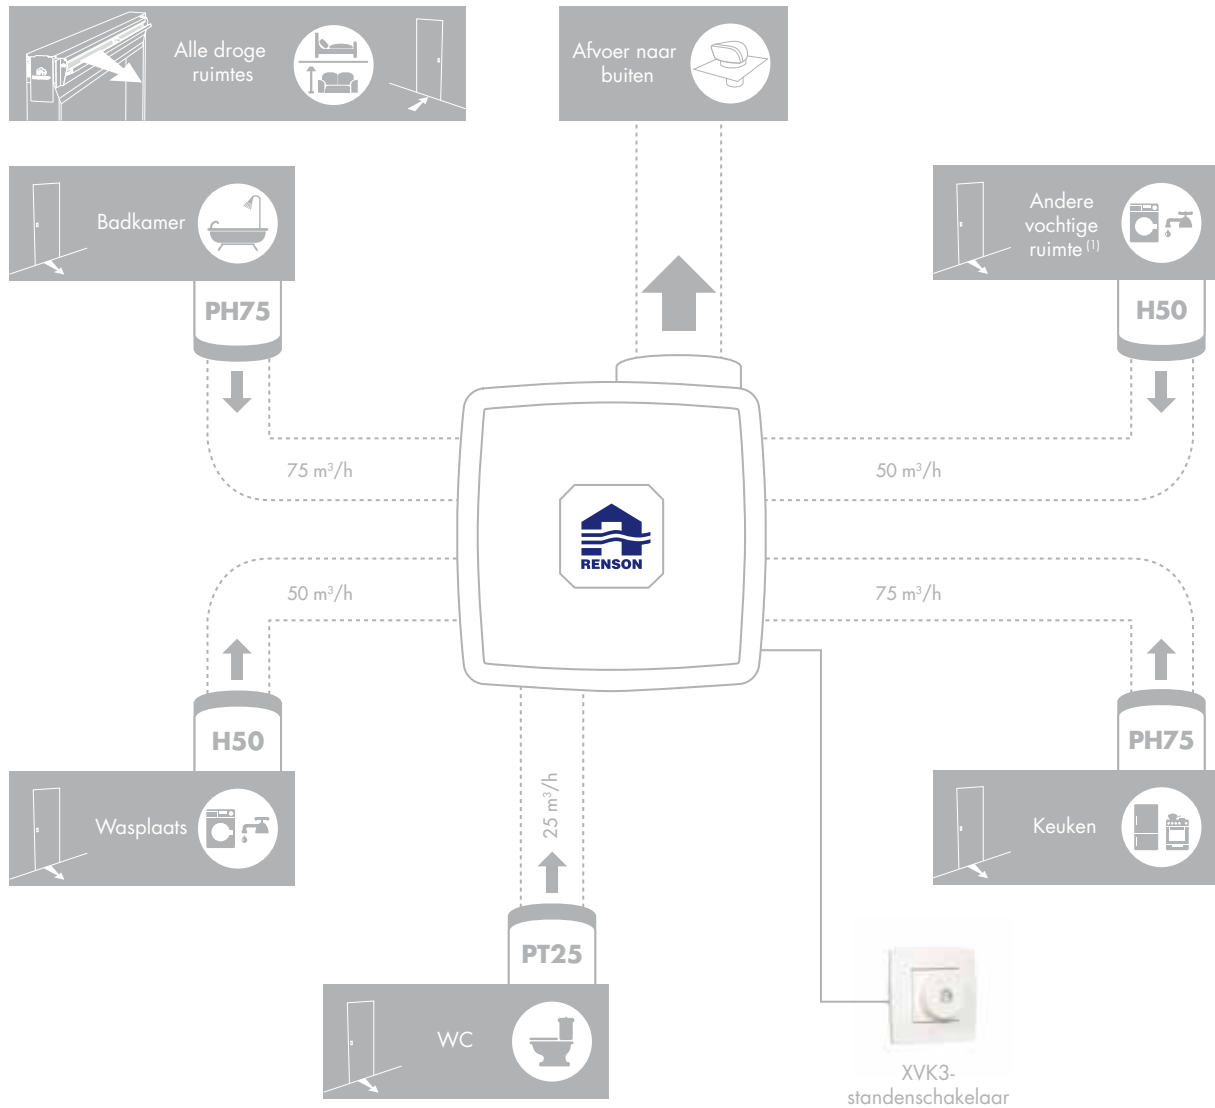 Alle droge
ruimtes
Afvoer naar
buiten
Badkamer
PH75
Andere
vochtige
ruimte (1)
H50
75 m³/h
50 m³/h
RENSON
50 m³/h
75 m³/h
H50
Wasplaats
PH75
Keuken
25 m³/h
PT25
WC
XVK3-
standenschakelaar